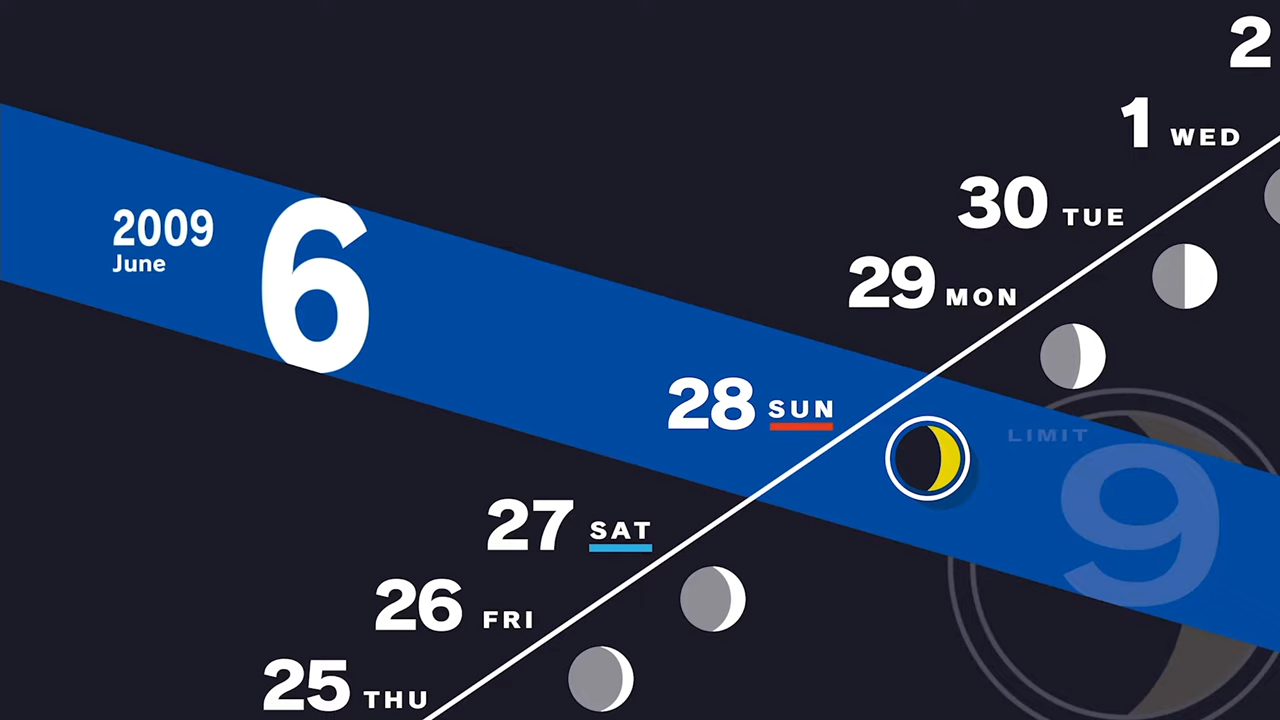 2
1 WED
30 TUE
2009
June
6
29 MON
28 SUN
LIMIT
9
27 SAT
26 FRI
25 THU